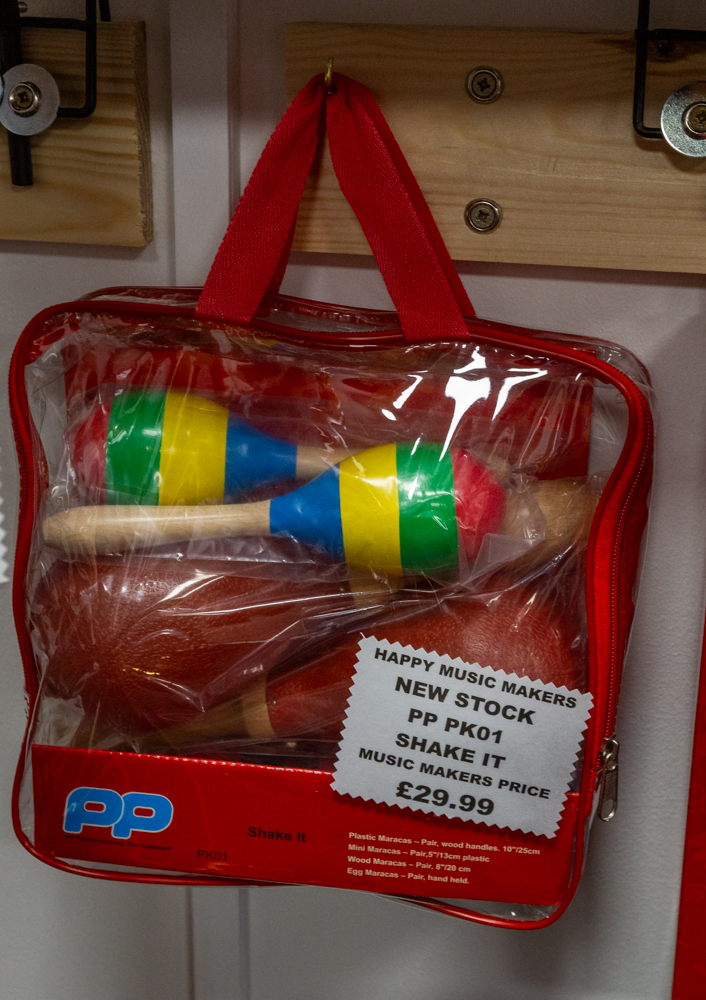 HAPPY MUSIC MAKERS
NEW STOCK
PP PK01
SHAKE IT
MUSIC MAKERS PRICE
£29.99
PP
Shake It
PK01
Plastic Maracas – Pair, wood handles. 10"/25cm
Mini Maracas – Pair,5"/13cm plastic
Wood Maracas – Pair, 8"/20 cm
Egg Maracas – Pair, hand held.